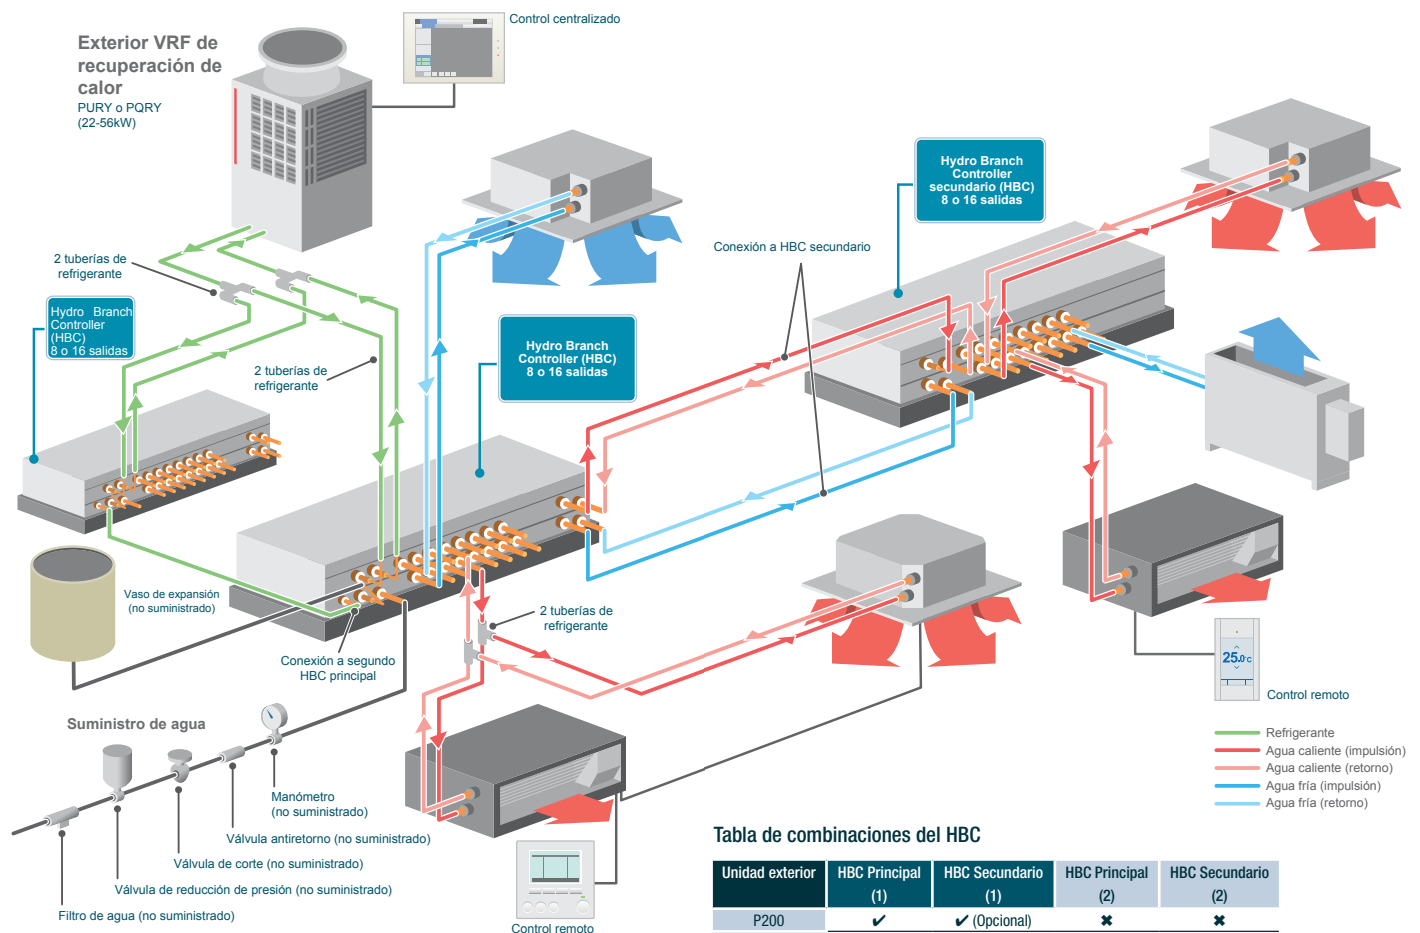 Control centralizado
Exterior VRF de
recuperación de
calor
PURY o PQRY
(22-56kW)
Hydro Branch
Controller
secundario (HBC)
8 o 16 salidas
Conexión a HBC secundario
2 tuberías de
refrigerante
Hydro Branch
Controller
(HBC)
8 o 16 salidas
Hydro Branch
Controller (HBC)
8 o 16 salidas
2 tuberías de
refrigerante
Vaso de expansión
(no suministrado)
2 tuberías de
refrigerante
Conexión a segundo
HBC principal
25.0°C
Control remoto
Suministro de agua
Refrigerante
Agua caliente (impulsión)
Agua caliente (retorno)
Agua fría (impulsión)
Agua fría (retorno)
Manómetro
(no suministrado)
Válvula antiretorno (no suministrado)
Válvula de corte (no suministrado)
Válvula de reducción de presión (no suministrado)
Filtro de agua (no suministrado)
Control remoto
Tabla de combinaciones del HBC
Unidad exterior HBC Principal (1) HBC Secundario (1) HBC Principal (2) HBC Secundario (2)
P200 ✔ ✔ (Opcional) ✖ ✖